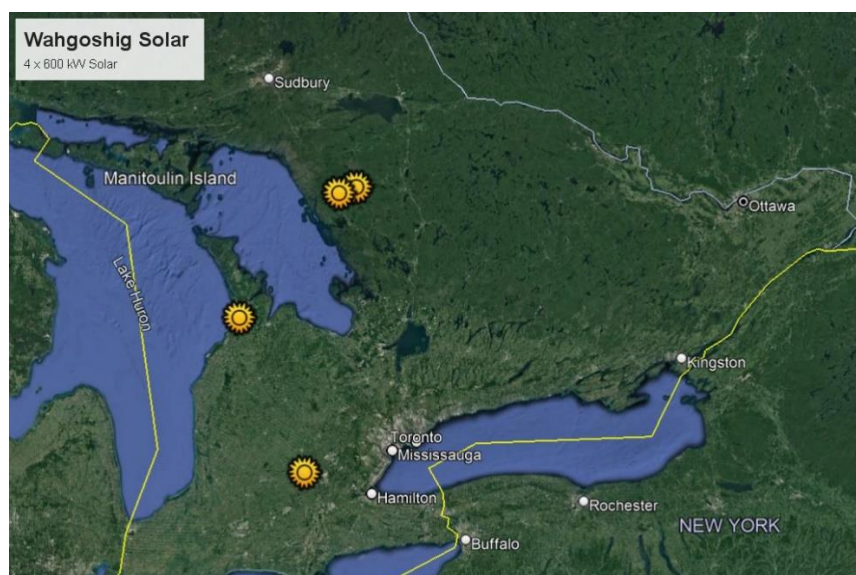 Wahgoshig Solar
4 x 600 kW Solar
Sudbury
Manitoulin Island
Ottawa
Lake Huron
Kingston
Toronto
Mississauga
Hamilton
Rochester
NEW YORK
Buffalo